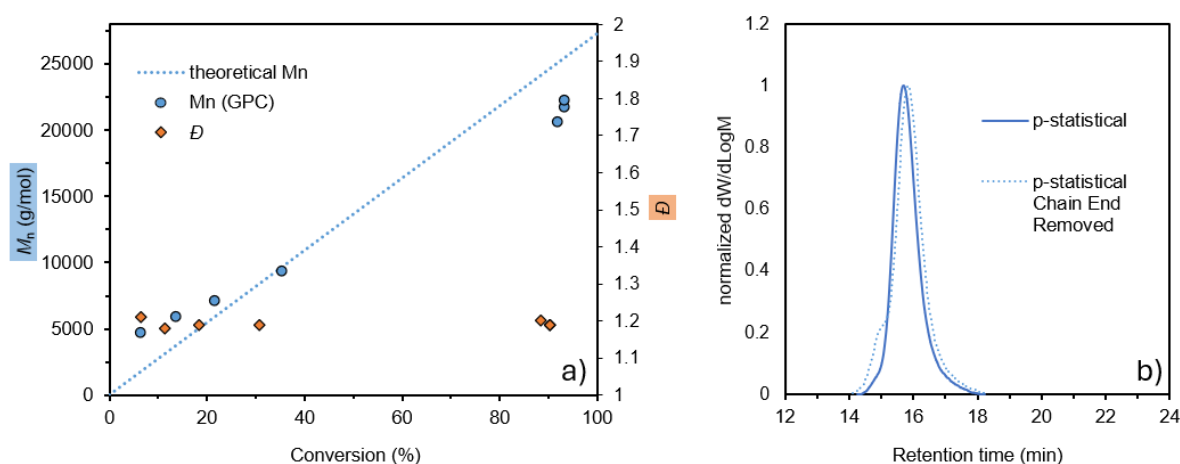 theoretical Mn
Mn (GPC)
Đ
Mn (g/mol)
25000
20000
15000
10000
5000
0
0
20
40
60
80
100
Conversion (%)
2
1.9
1.8
1.7
1.6
1.5
1.4
1.3
1.2
1.1
1
Đ
a)
normalized dW/dLogM
1.2
1
0.8
0.6
0.4
0.2
0
12
14
16
18
20
22
24
Retention time (min)
p-statistical
p-statistical
Chain End
Removed
b)